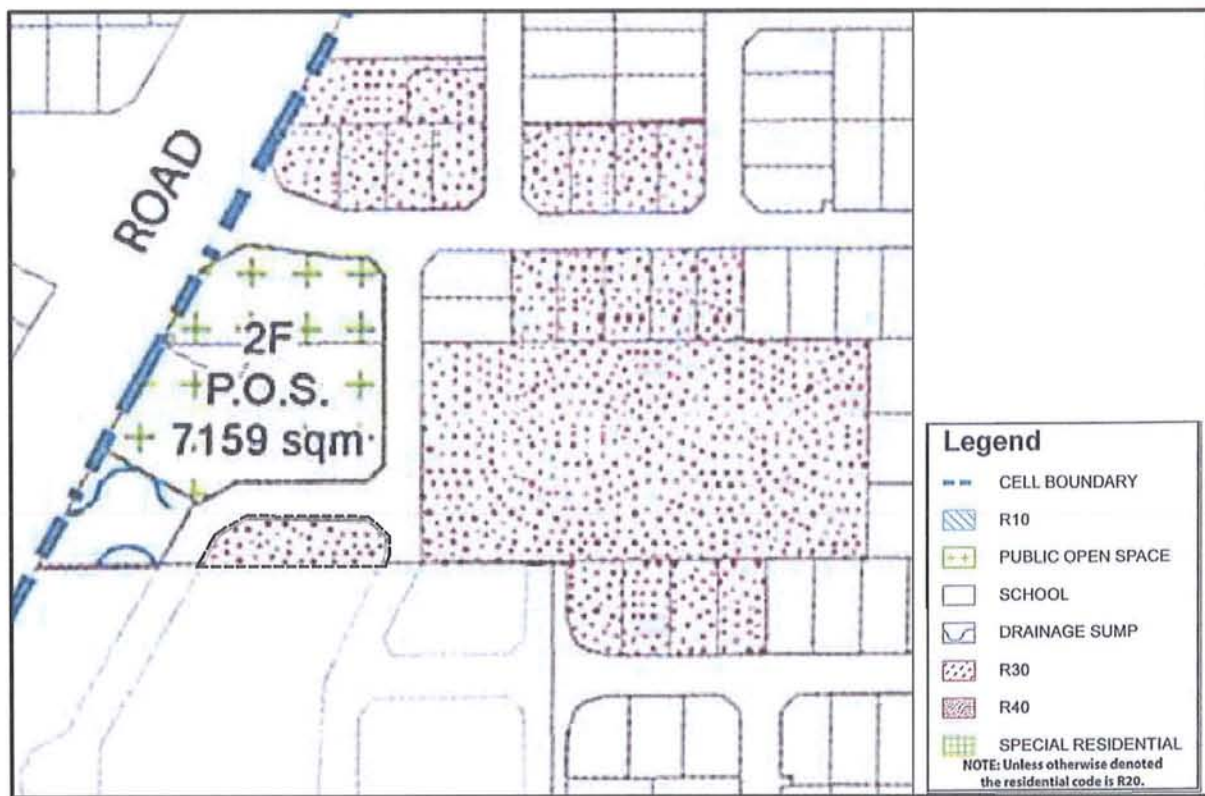 ROAD
2F
P.O.S.
7159 sqm
Legend
CELL BOUNDARY
R10
PUBLIC OPEN SPACE
SCHOOL
DRAINAGE SUMP
R30
R40
SPECIAL RESIDENTIAL
NOTE: Unless otherwise denoted
the residential code is R20.